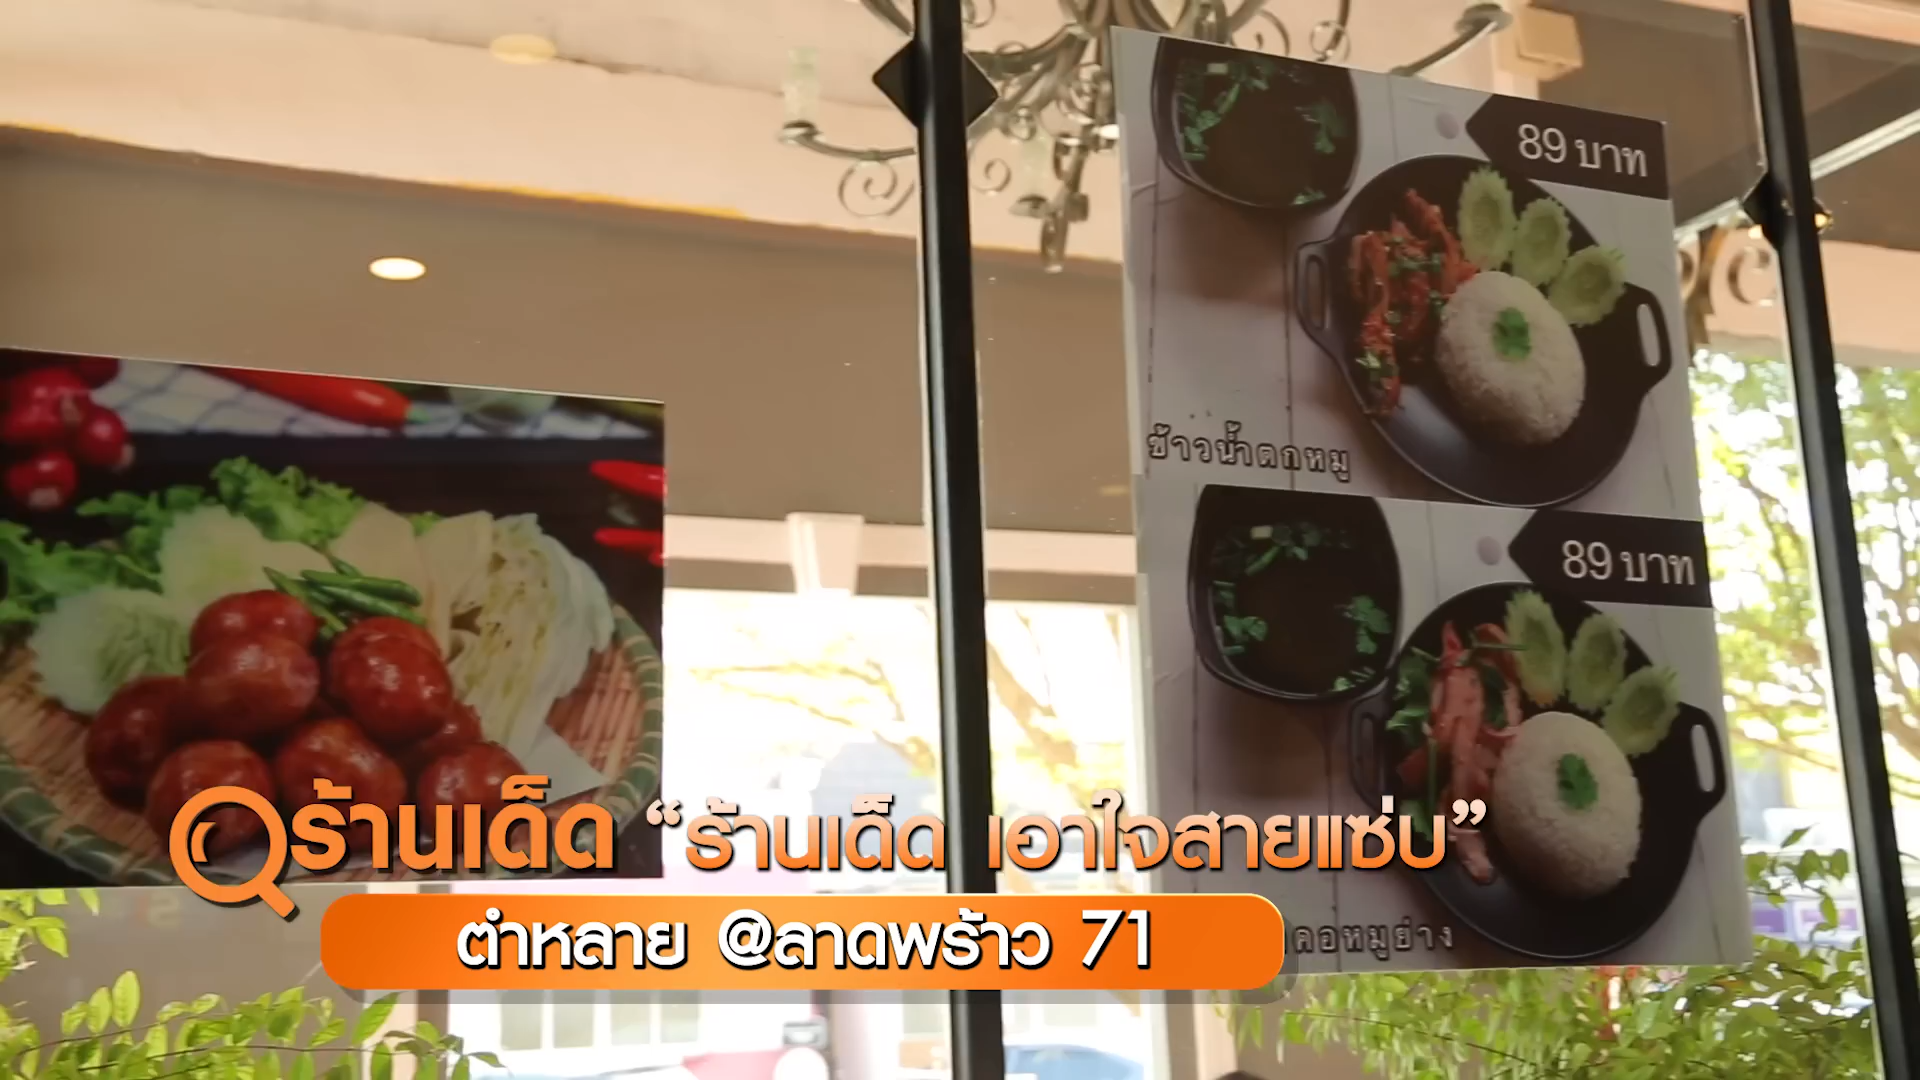 89 บาท
ข้าวน้ำตกหมู
89 บาท
คอหมูย่าง
ร้านเด็ด “ร้านเด็ด เอาใจสายแซ่บ”
ตำหลาย @ลาดพร้าว 71